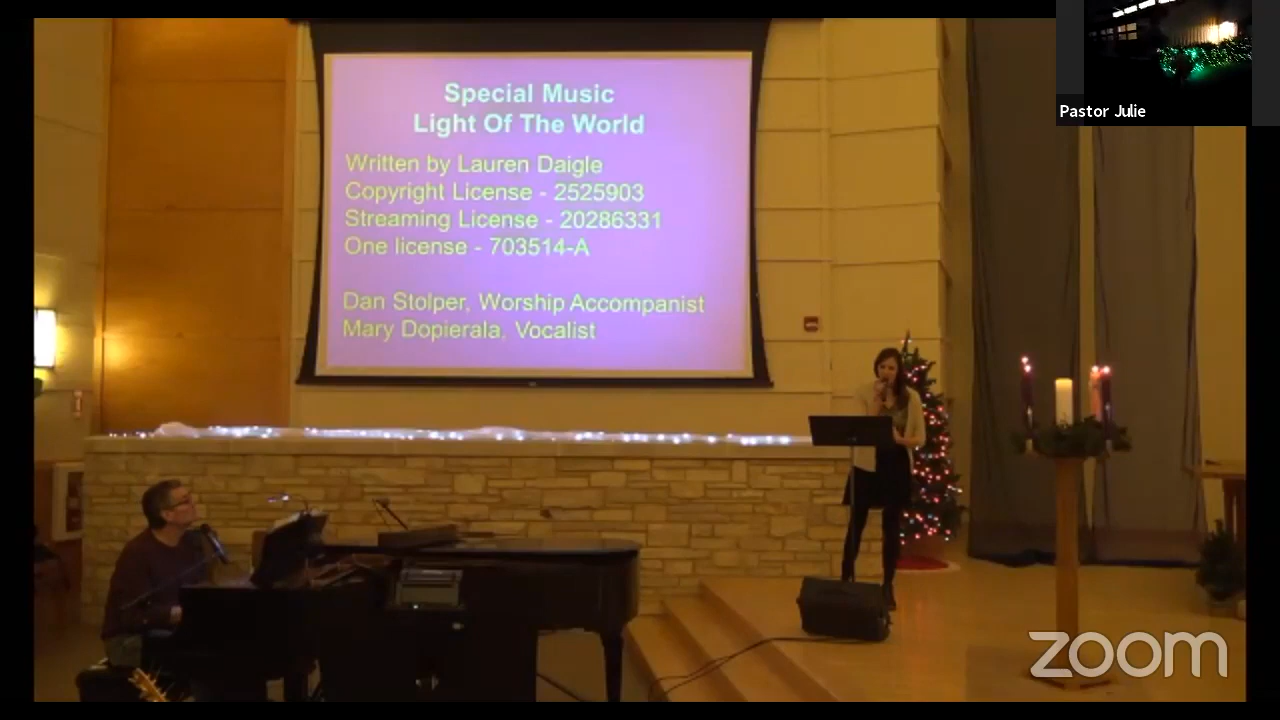 Special Music
Light Of The World
Written by Lauren Daigle
Copyright License - 2525903
Streaming License - 20286331
One license - 703514-A
Dan Stolper, Worship Accompanist
Mary Dopierala, Vocalist
Pastor Julie
zoom